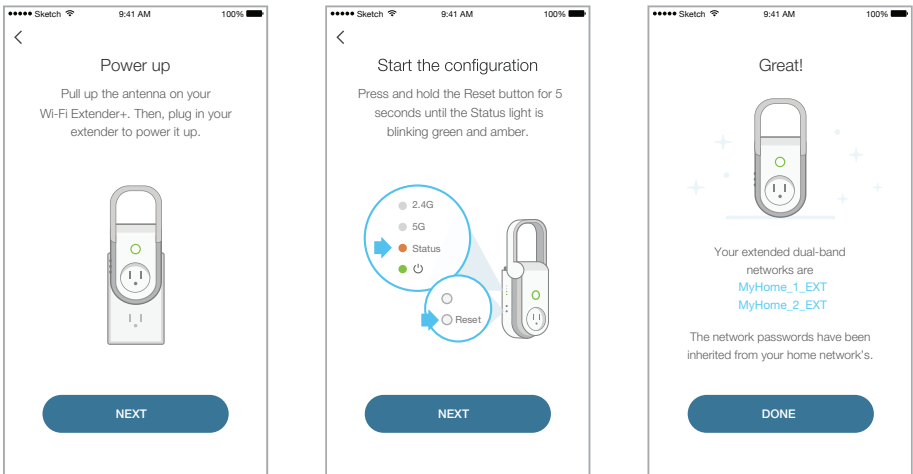 Sketch 9:41 AM 100%
Power up
Pull up the antenna on your
Wi-Fi Extender+. Then, plug in your
extender to power it up.
NEXT
Sketch 9:41 AM 100%
Start the configuration
Press and hold the Reset button for 5
seconds until the Status light is
blinking green and amber.
2.4G
5G
Status
Reset
NEXT
Sketch 9:41 AM 100%
Great!
Your extended dual-band
networks are
MyHome_1_EXT
MyHome_2_EXT
The network passwords have been
inherited from your home network's.
DONE